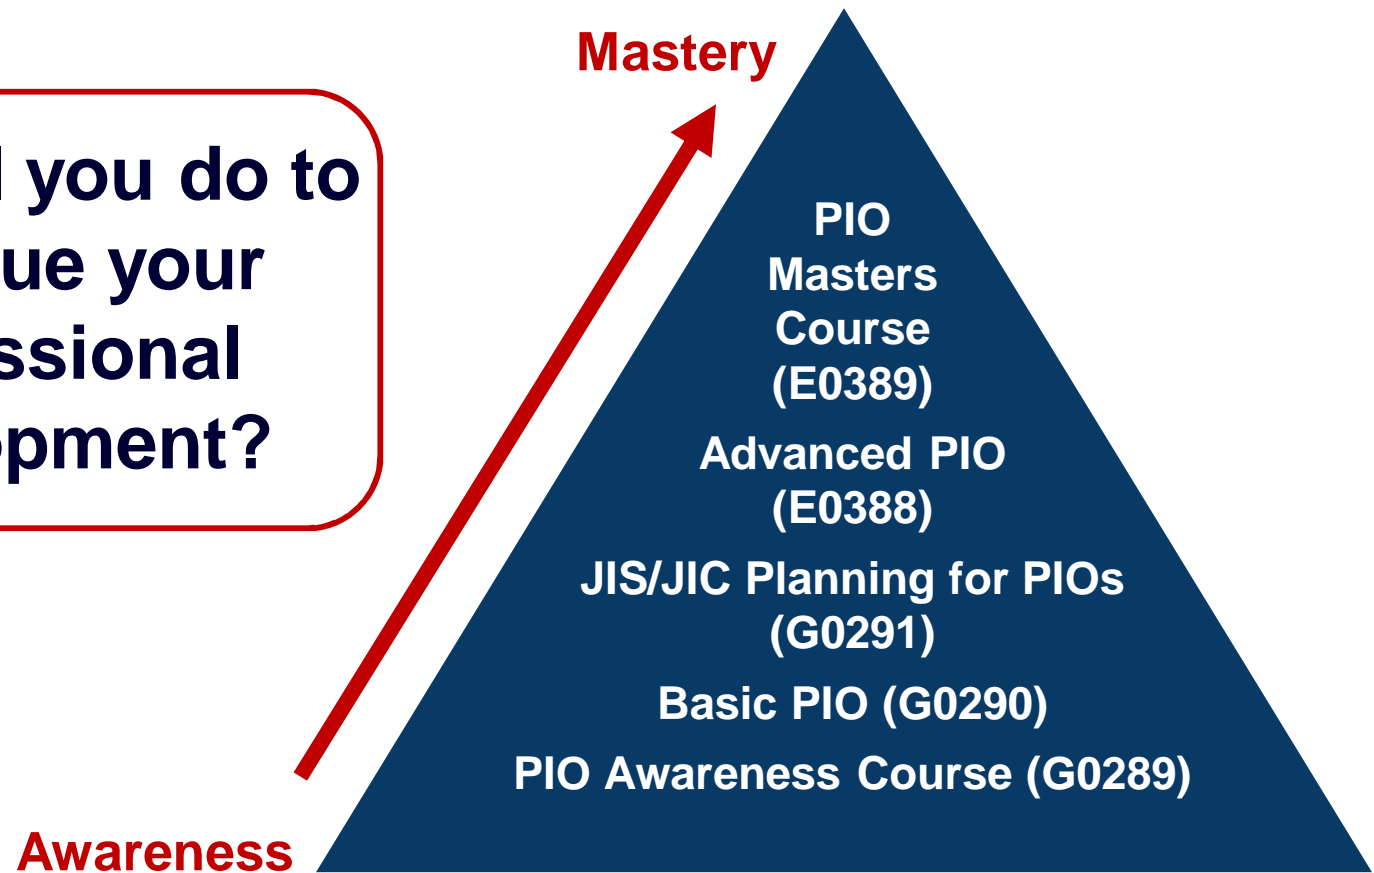 Mastery
you do to
ue your
ssional
pment?
PIO
Masters
Course
(E0389)
Advanced PIO
(E0388)
JIS/JIC Planning for PIOs
(G0291)
Basic PIO (G0290)
PIO Awareness Course (G0289)
Awareness